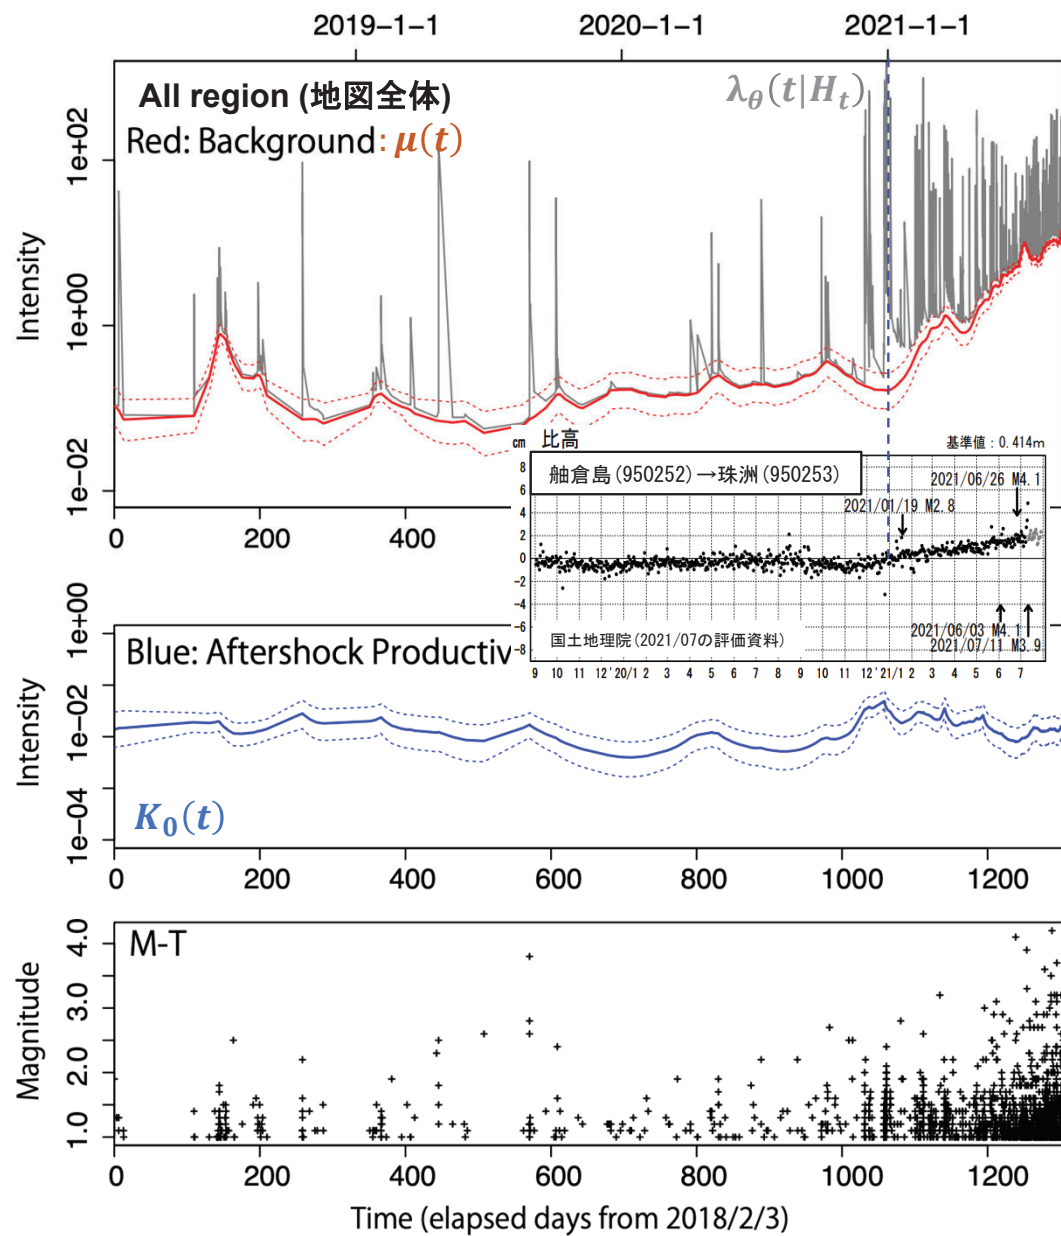 2019-1-1 2020-1-1 2021-1-1
All region (地図全体)
λθ(t|Ht)
Red: Background: μ(t)
Intensity
1e+02
1e+00
1e-02
0 200 400
cm 比高 基準値：0.414m
舳倉島(950252)→珠洲(950253)
2021/06/26 M4.1
2021/01/19 M2.8
8
6
4
2
0
-2
-4
-6
-8
2021/06/03 M4.1
国土地理院(2021/07の評価資料)
2021/07/11 M3.9
9 10 11 12 '20/1 2 3 4 5 6 7 8 9 10 11 12 '21/1 2 3 4 5 6 7
Blue: Aftershock Productiv
Intensity
1e+00
1e-02
1e-04
K0(t)
0 200 400 600 800 1000 1200
M-T
Magnitude
4.0
3.0
2.0
1.0
0 200 400 600 800 1000 1200
Time (elapsed days from 2018/2/3)